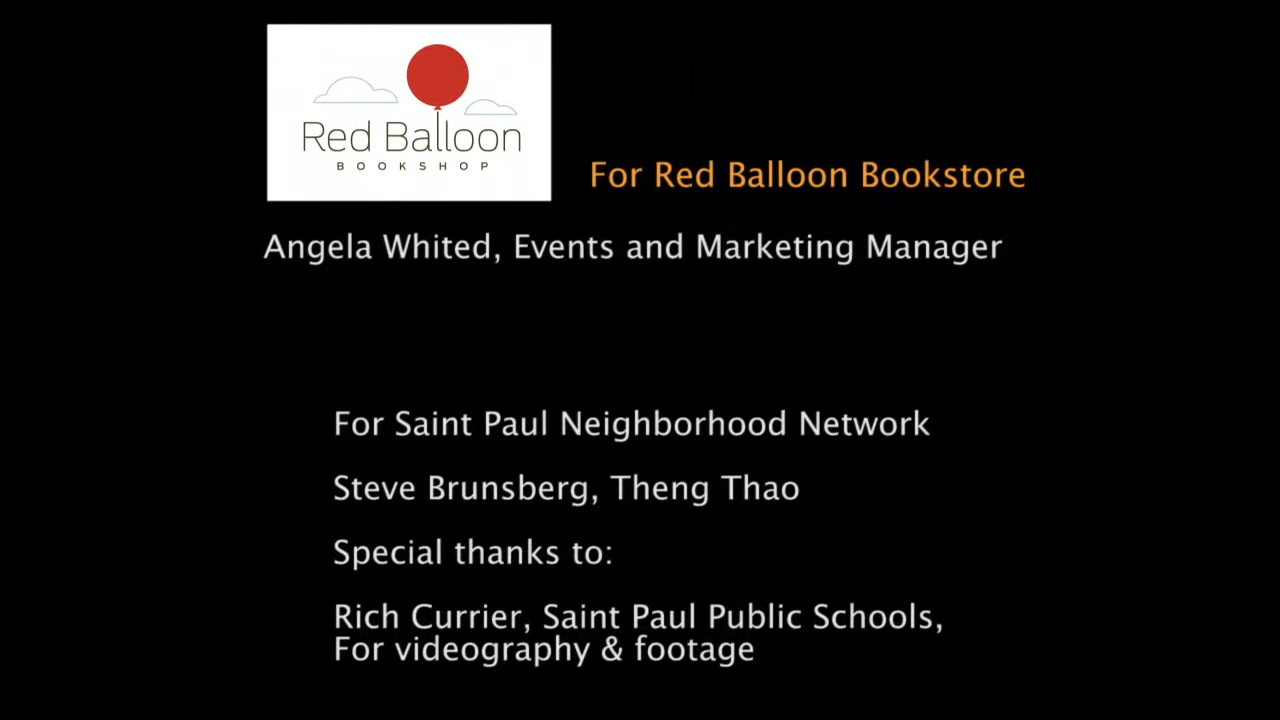 Red Balloon
BOOKSHOP
For Red Balloon Bookstore
Angela Whited, Events and Marketing Manager
For Saint Paul Neighborhood Network
Steve Brunsberg, Theng Thao
Special thanks to:
Rich Currier, Saint Paul Public Schools,
For videography & footage